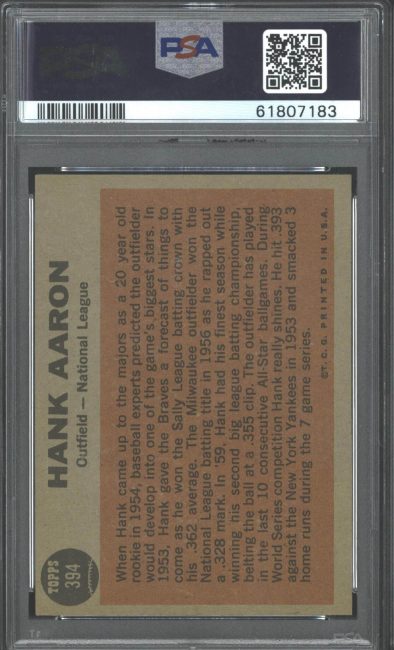 PSA
PSA
61807183
TOPPS
394
HANK AARON
Outfield — National League
When Hank came up to the majors as a 20 year old
rookie in 1954, baseball experts predicted the outfielder
would develop into one of the game's biggest stars. In
1953, Hank gave the Braves a forecast of things to
come as he won the Sally League batting crown with
his .362 average. The Milwaukee outfielder won the
National League batting title in 1956 as he rapped out
a .328 mark. In '59, Hank had his finest season while
winning his second big league batting championship,
belting the ball at a .355 clip. The outfielder has played
in the last 10 consecutive All-Star ballgames. During
World Series competition Hank really shines. He hit .393
against the New York Yankees in 1953 and smacked 3
home runs during the 7 game series.
©T.C.G. PRINTED IN U.S.A.
PSA